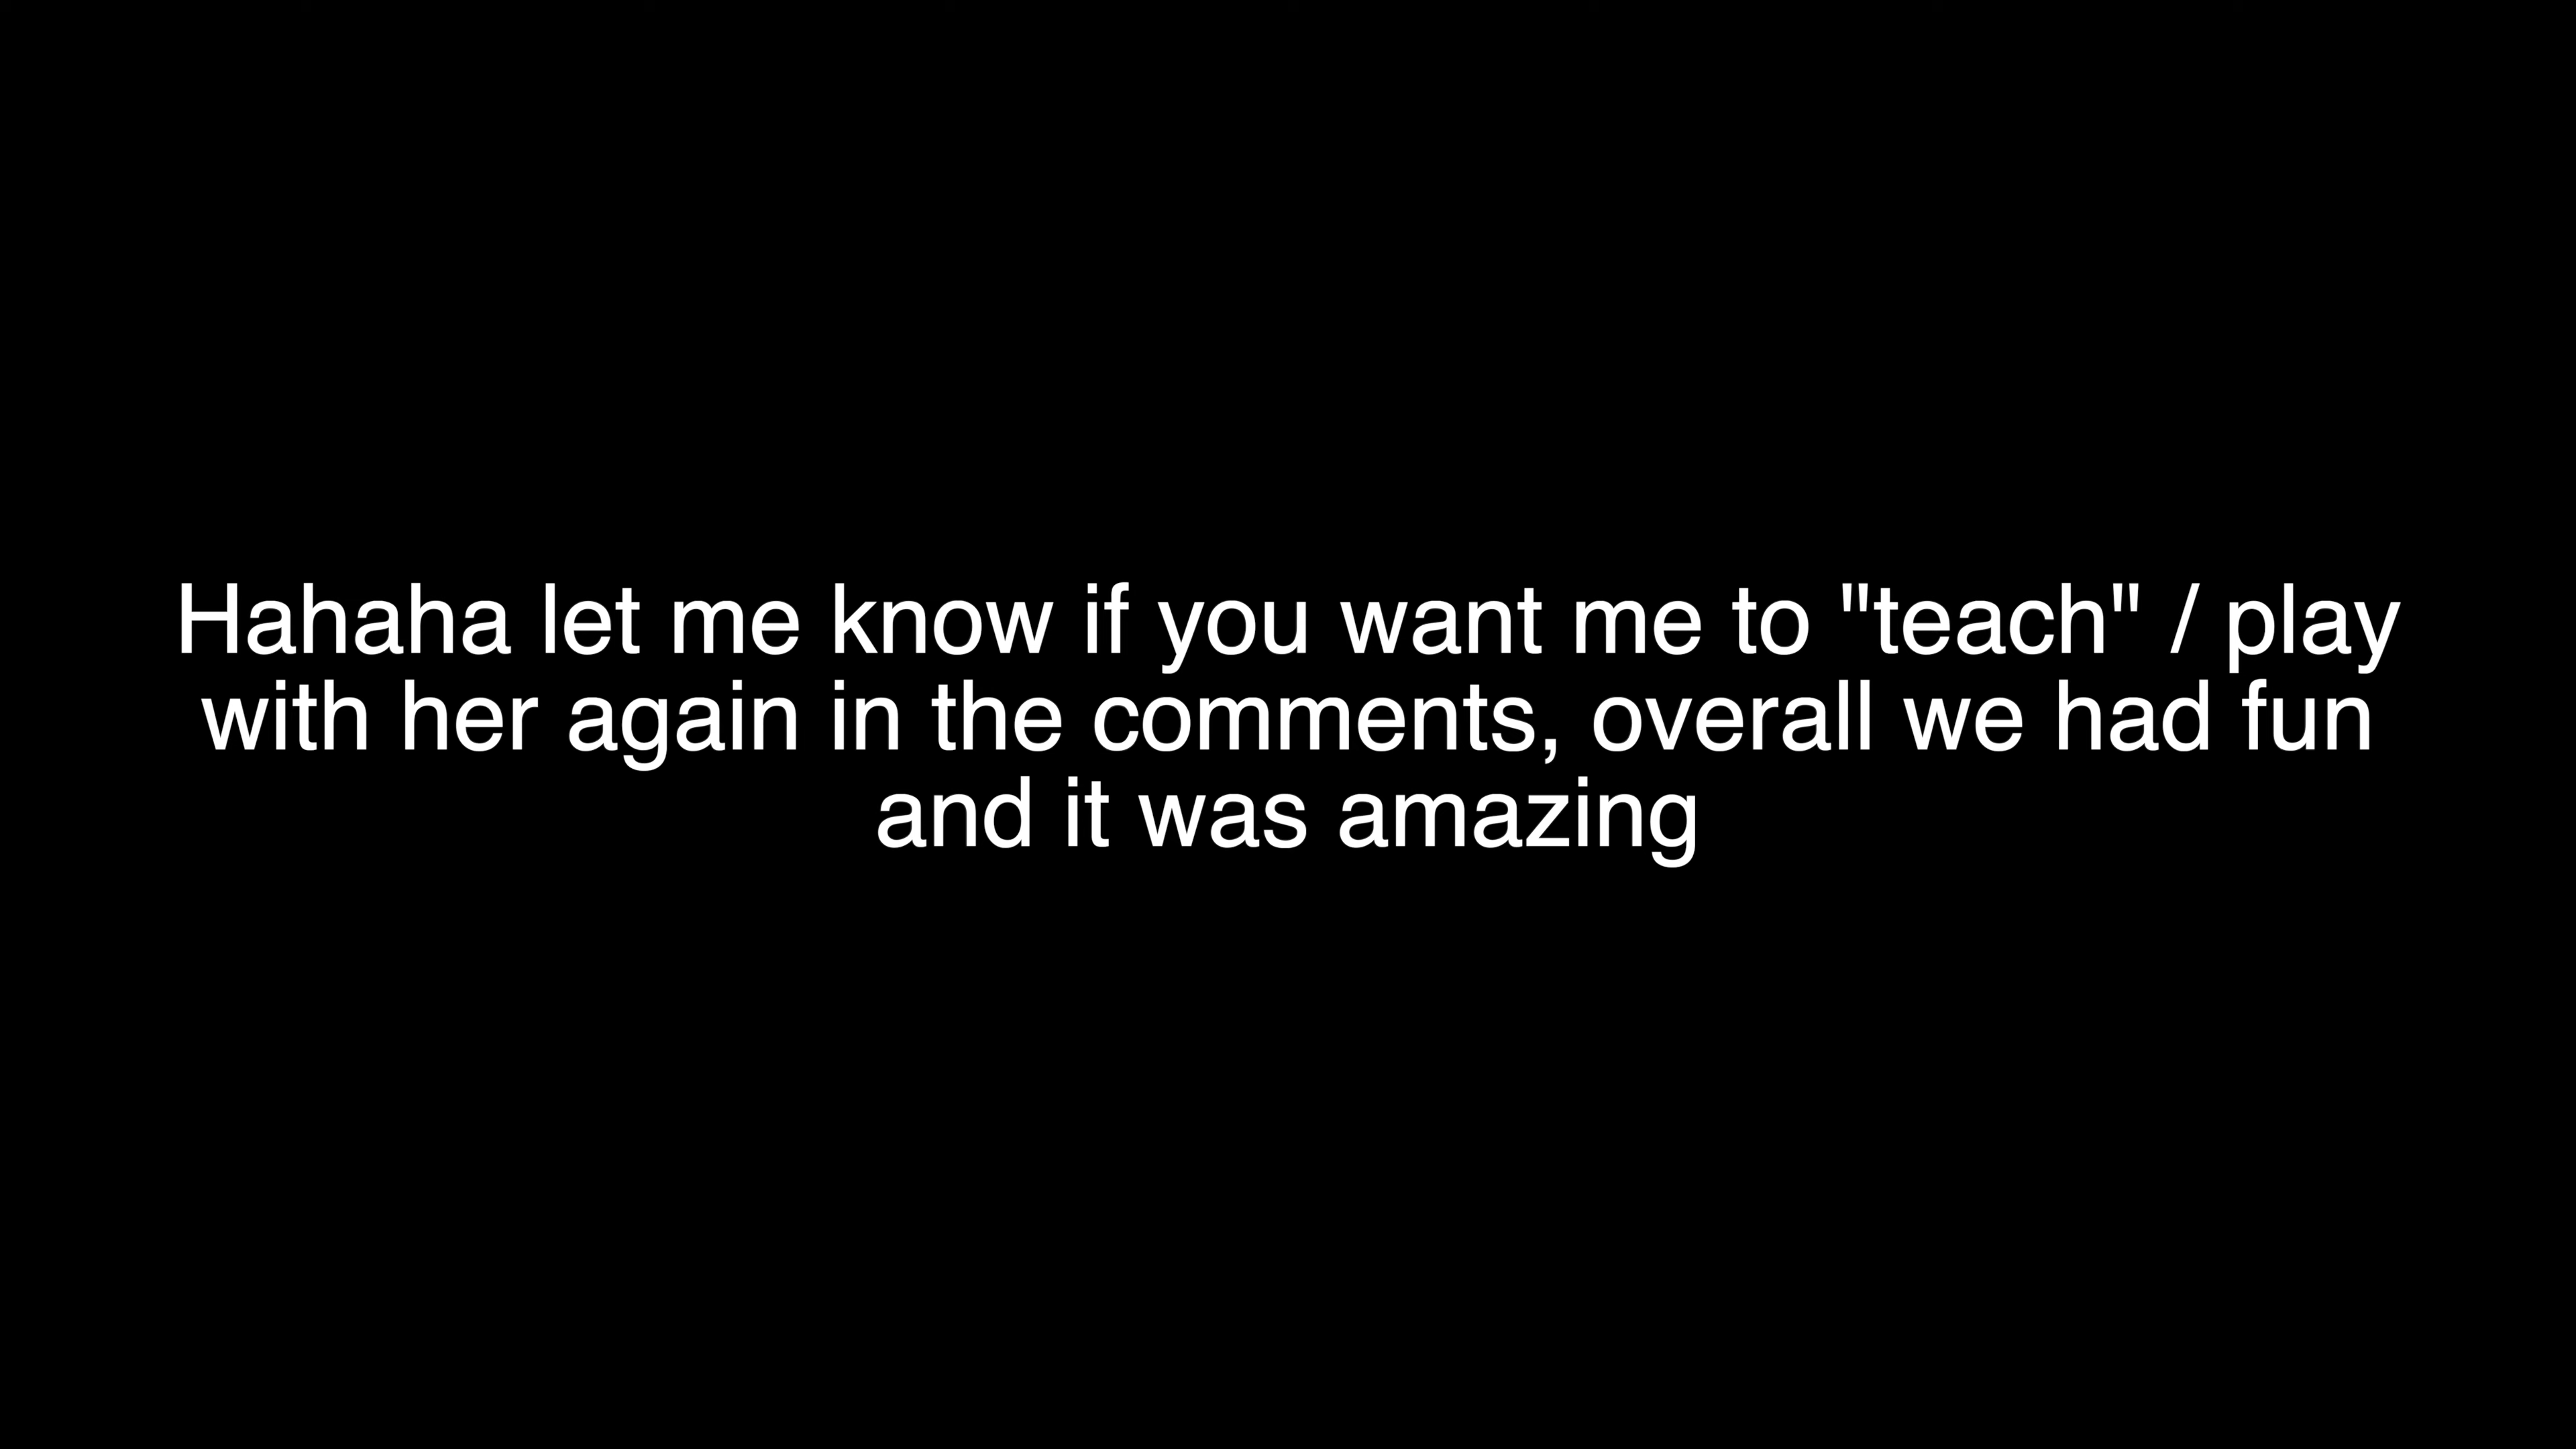 Hahaha let me know if you want me to "teach" / play
with her again in the comments, overall we had fun
and it was amazing